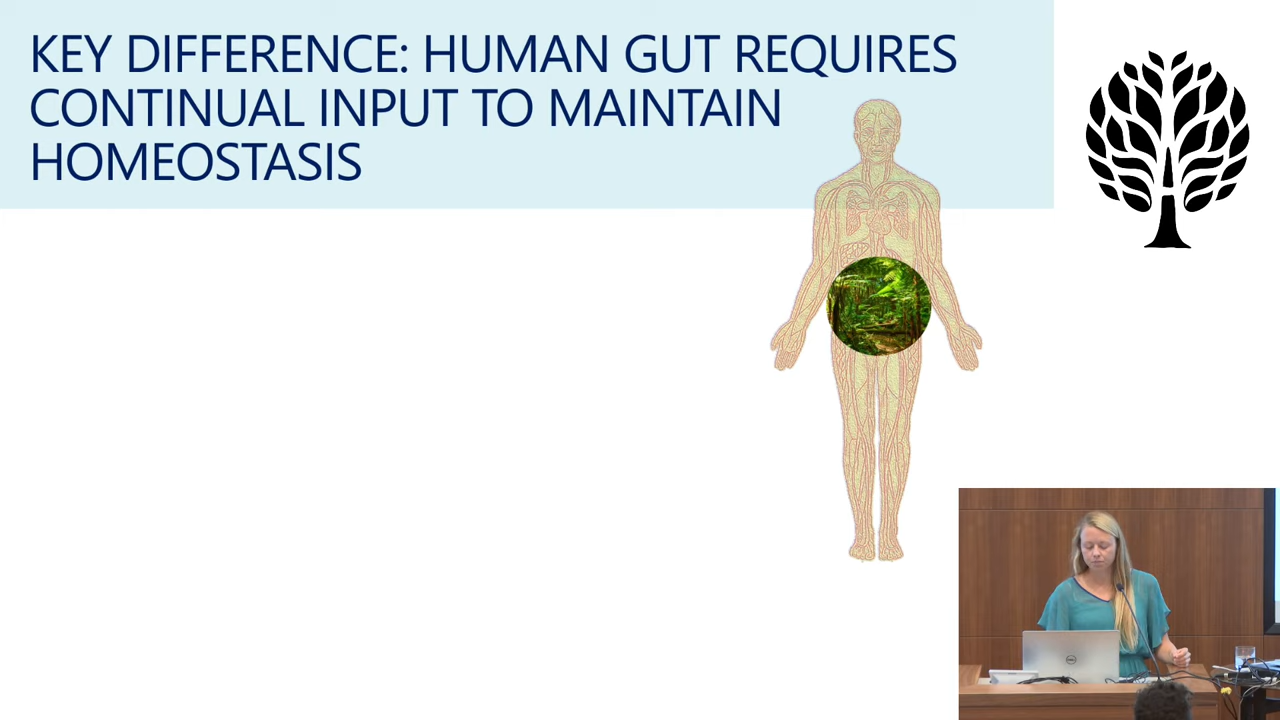 KEY DIFFERENCE: HUMAN GUT REQUIRES
CONTINUAL INPUT TO MAINTAIN
HOMEOSTASIS